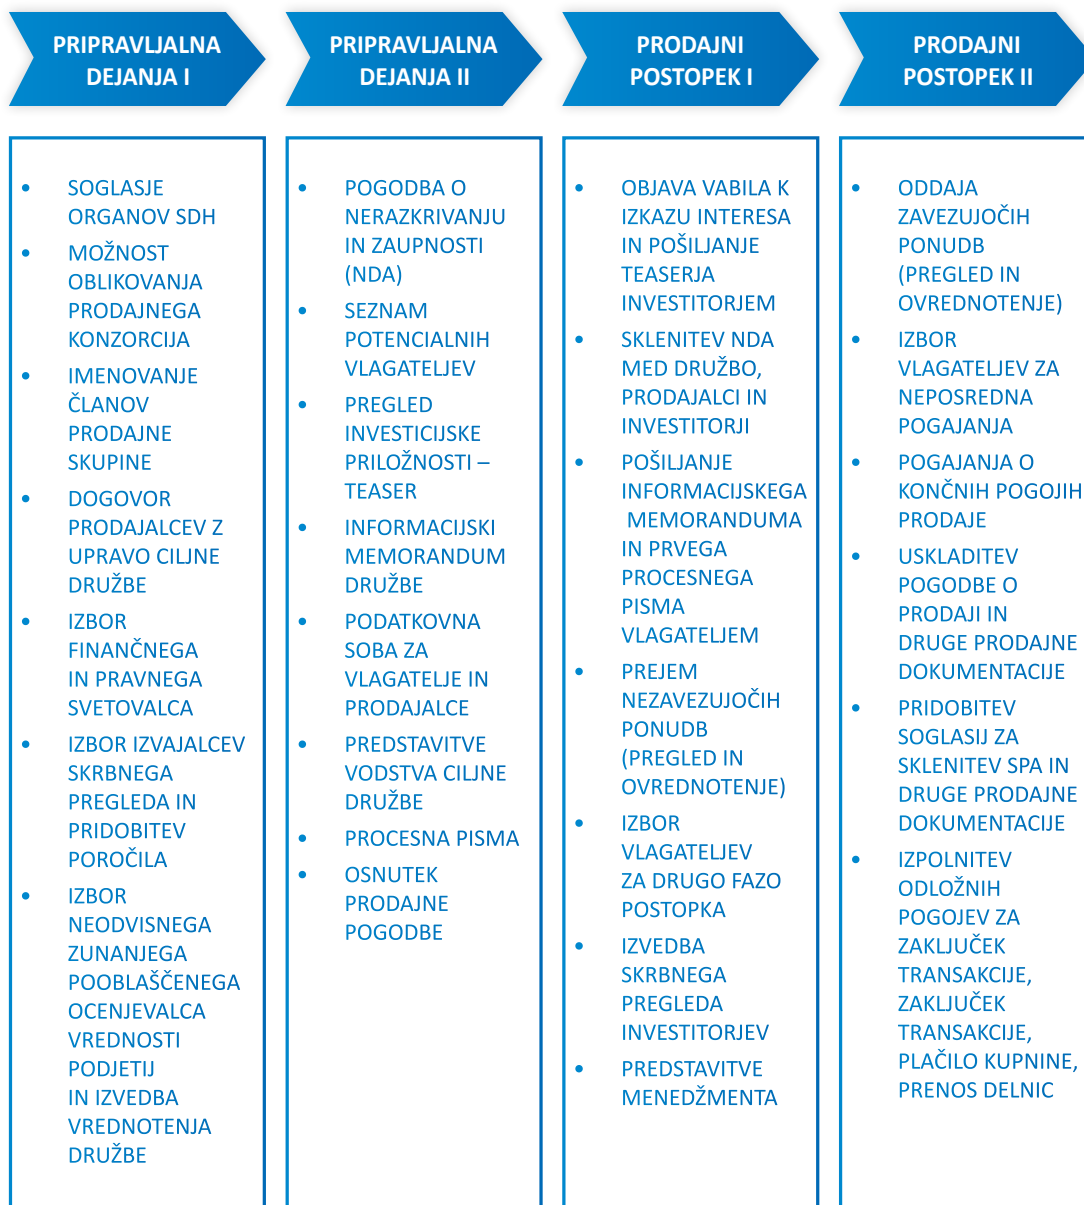 PRIPRAVLJALNA
DEJANJA I
• SOGLASJE
ORGANOV SDH
• MOŽNOST
OBLIKOVANJA
PRODAJNEGA
KONZORCIJA
• IMENOVANJE
ČLANOV
PRODAJNE
SKUPINE
• DOGOVOR
PRODAJALCEV Z
UPRAVO CILJNE
DRUŽBE
• IZBOR
FINANČNEGA
IN PRAVNEGA
SVETOVALCA
• IZBOR IZVAJALCEV
SKRBNEGA
PREGLEDA IN
PRIDOBITEV
POROČILA
• IZBOR
NEODVISNEGA
ZUNANJEGA
POOBLAŠČENEGA
OCENJEVALCA
VREDNOSTI
PODJETIJ
IN IZVEDBA
VREDNOTENJA
DRUŽBE
PRIPRAVLJALNA
DEJANJA II
• POGODBA O
NERAZKRIVANJU
IN ZAUPNOSTI
(NDA)
• SEZNAM
POTENCIALNIH
VLAGATELJEV
• PREGLED
INVESTICIJSKE
PRILOŽNOSTI –
TEASER
• INFORMACIJSKI
MEMORANDUM
DRUŽBE
• PODATKOVNA
SOBA ZA
VLAGATELJE IN
PRODAJALCE
• PREDSTAVITVE
VODSTVA CILJNE
DRUŽBE
• PROCESNA PISMA
• OSNUTEK
PRODAJNE
POGODBE
PRODAJNI
POSTOPEK I
• OBJAVA VABILA K
IZKAZU INTERESA
IN POŠILJANJE
TEASERJA
INVESTITORJEM
• SKLENITEV NDA
MED DRUŽBO,
PRODAJALCI IN
INVESTITORJI
• POŠILJANJE
INFORMACIJSKEGA
MEMORANDUMA
IN PRVEGA
PROCESNEGA
PISMA
VLAGATELJEM
• PREJEM
NEZAVEZUJOČIH
PONUDB
(PREGLED IN
OVREDNOTENJE)
• IZBOR
VLAGATELJEV
ZA DRUGO FAZO
POSTOPKA
• IZVEDBA
SKRBNEGA
PREGLEDA
INVESTITORJEV
• PREDSTAVITVE
MENEDŽMENTA
PRODAJNI
POSTOPEK II
• ODDAJA
ZAVEZUJOČIH
PONUDB
(PREGLED IN
OVREDNOTENJE)
• IZBOR
VLAGATELJEV ZA
NEPOSREDNA
POGAJANJA
• POGAJANJA O
KONČNIH POGOJIH
PRODAJE
• USKLADITEV
POGODBE O
PRODAJI IN
DRUGE PRODAJNE
DOKUMENTACIJE
• PRIDOBITEV
SOGLASIJ ZA
SKLENITEV SPA IN
DRUGE PRODAJNE
DOKUMENTACIJE
• IZPOLNITEV
ODLOŽNIH
POGOJEV ZA
ZAKLJUČEK
TRANSAKCIJE,
ZAKLJUČEK
TRANSAKCIJE,
PLAČILO KUPNINE,
PRENOS DELNIC